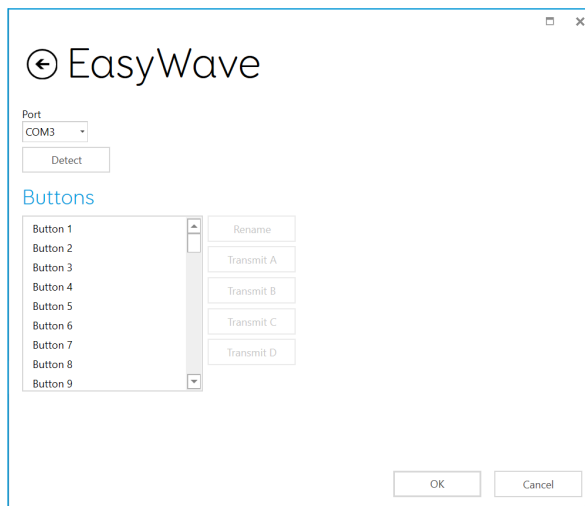 EasyWave
Port
COM3
Detect
Buttons
Button 1
Button 2
Button 3
Button 4
Button 5
Button 6
Button 7
Button 8
Button 9
Rename
Transmit A
Transmit B
Transmit C
Transmit D
OK
Cancel